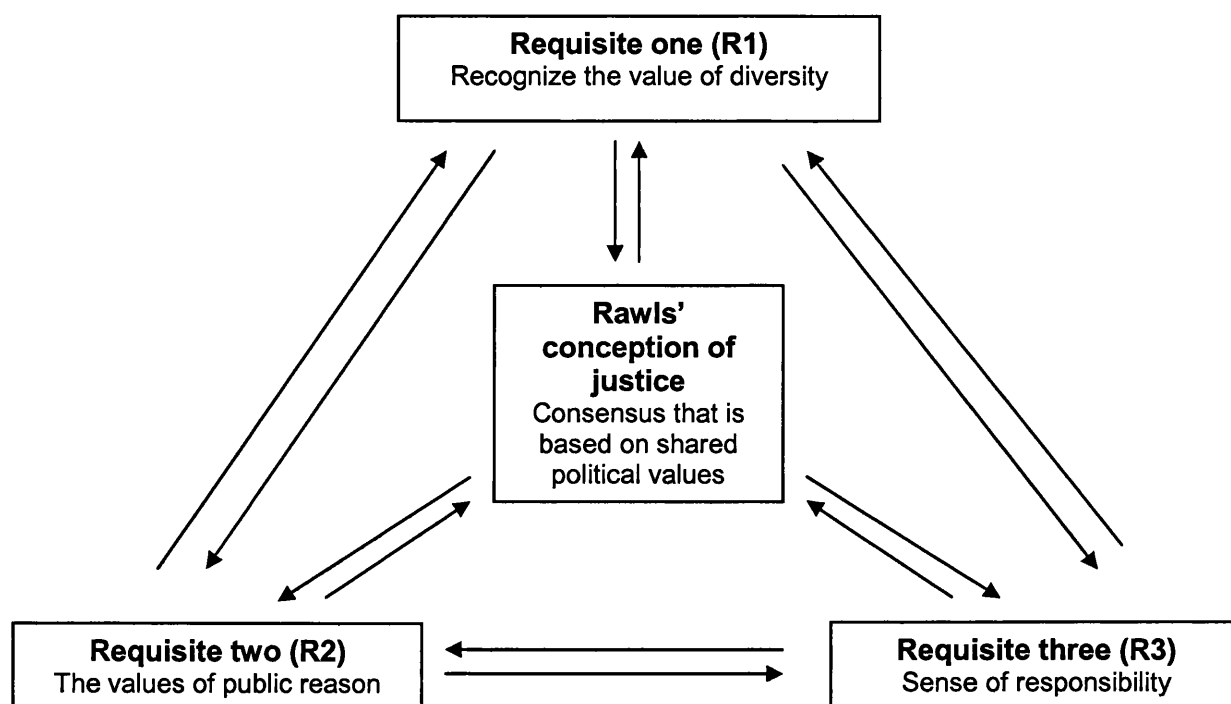 Requisite one (R1)
Recognize the value of diversity
Rawls'
conception of
justice
Consensus that is
based on shared
political values
Requisite two (R2)
The values of public reason
Requisite three (R3)
Sense of responsibility